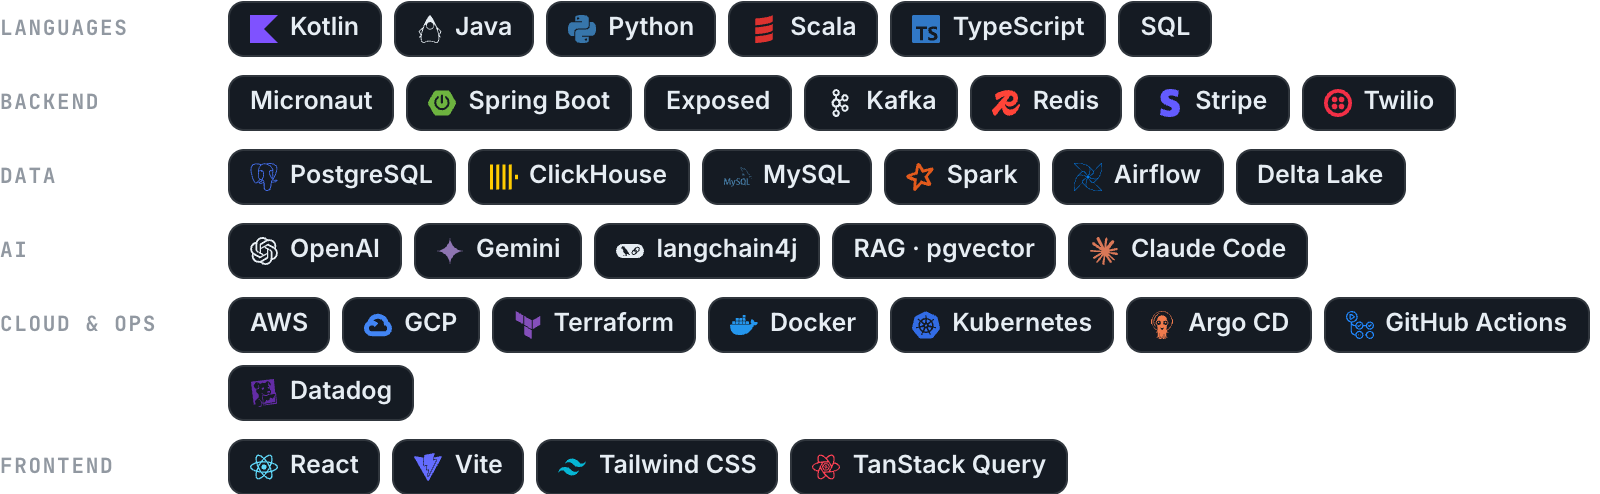 LANGUAGES Kotlin Java Python Scala TS TypeScript SQL
BACKEND Micronaut Spring Boot Exposed Kafka Redis Stripe Twilio
DATA PostgreSQL ClickHouse MySQL MySQL Spark Airflow Delta Lake
AI OpenAI Gemini langchain4j RAG · pgvector Claude Code
CLOUD & OPS AWS GCP Terraform Docker Kubernetes Argo CD GitHub Actions
Datadog
FRONTEND React Vite Tailwind CSS TanStack Query